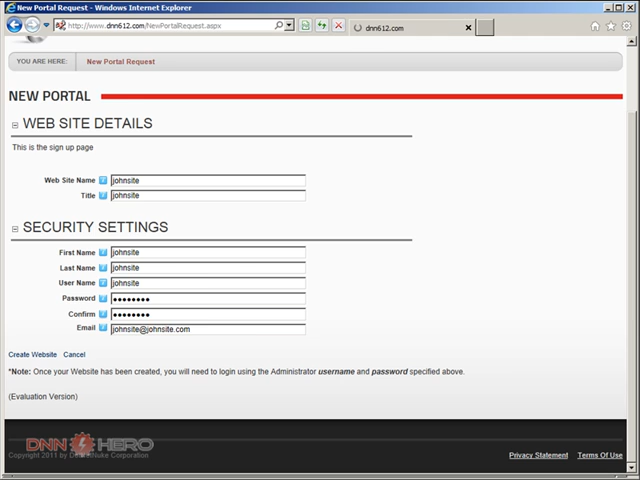 New Portal Request - Windows Internet Explorer
http://www.dnn612.com/NewPortalRequest.aspx
dnn612.com
YOU ARE HERE: New Portal Request
NEW PORTAL
WEB SITE DETAILS
This is the sign up page
Web Site Name ? johnsite
Title ? johnsite
SECURITY SETTINGS
First Name ? johnsite
Last Name ? johnsite
User Name ? johnsite
Password ? ●●●●●●●●
Confirm ? ●●●●●●●●
Email ? johnsite@johnsite.com
Create Website Cancel
*Note: Once your Website has been created, you will need to login using the Administrator username and password specified above.
(Evaluation Version)
DNN HERO
Copyright 2011 by Corporation
Privacy Statement Terms Of Use